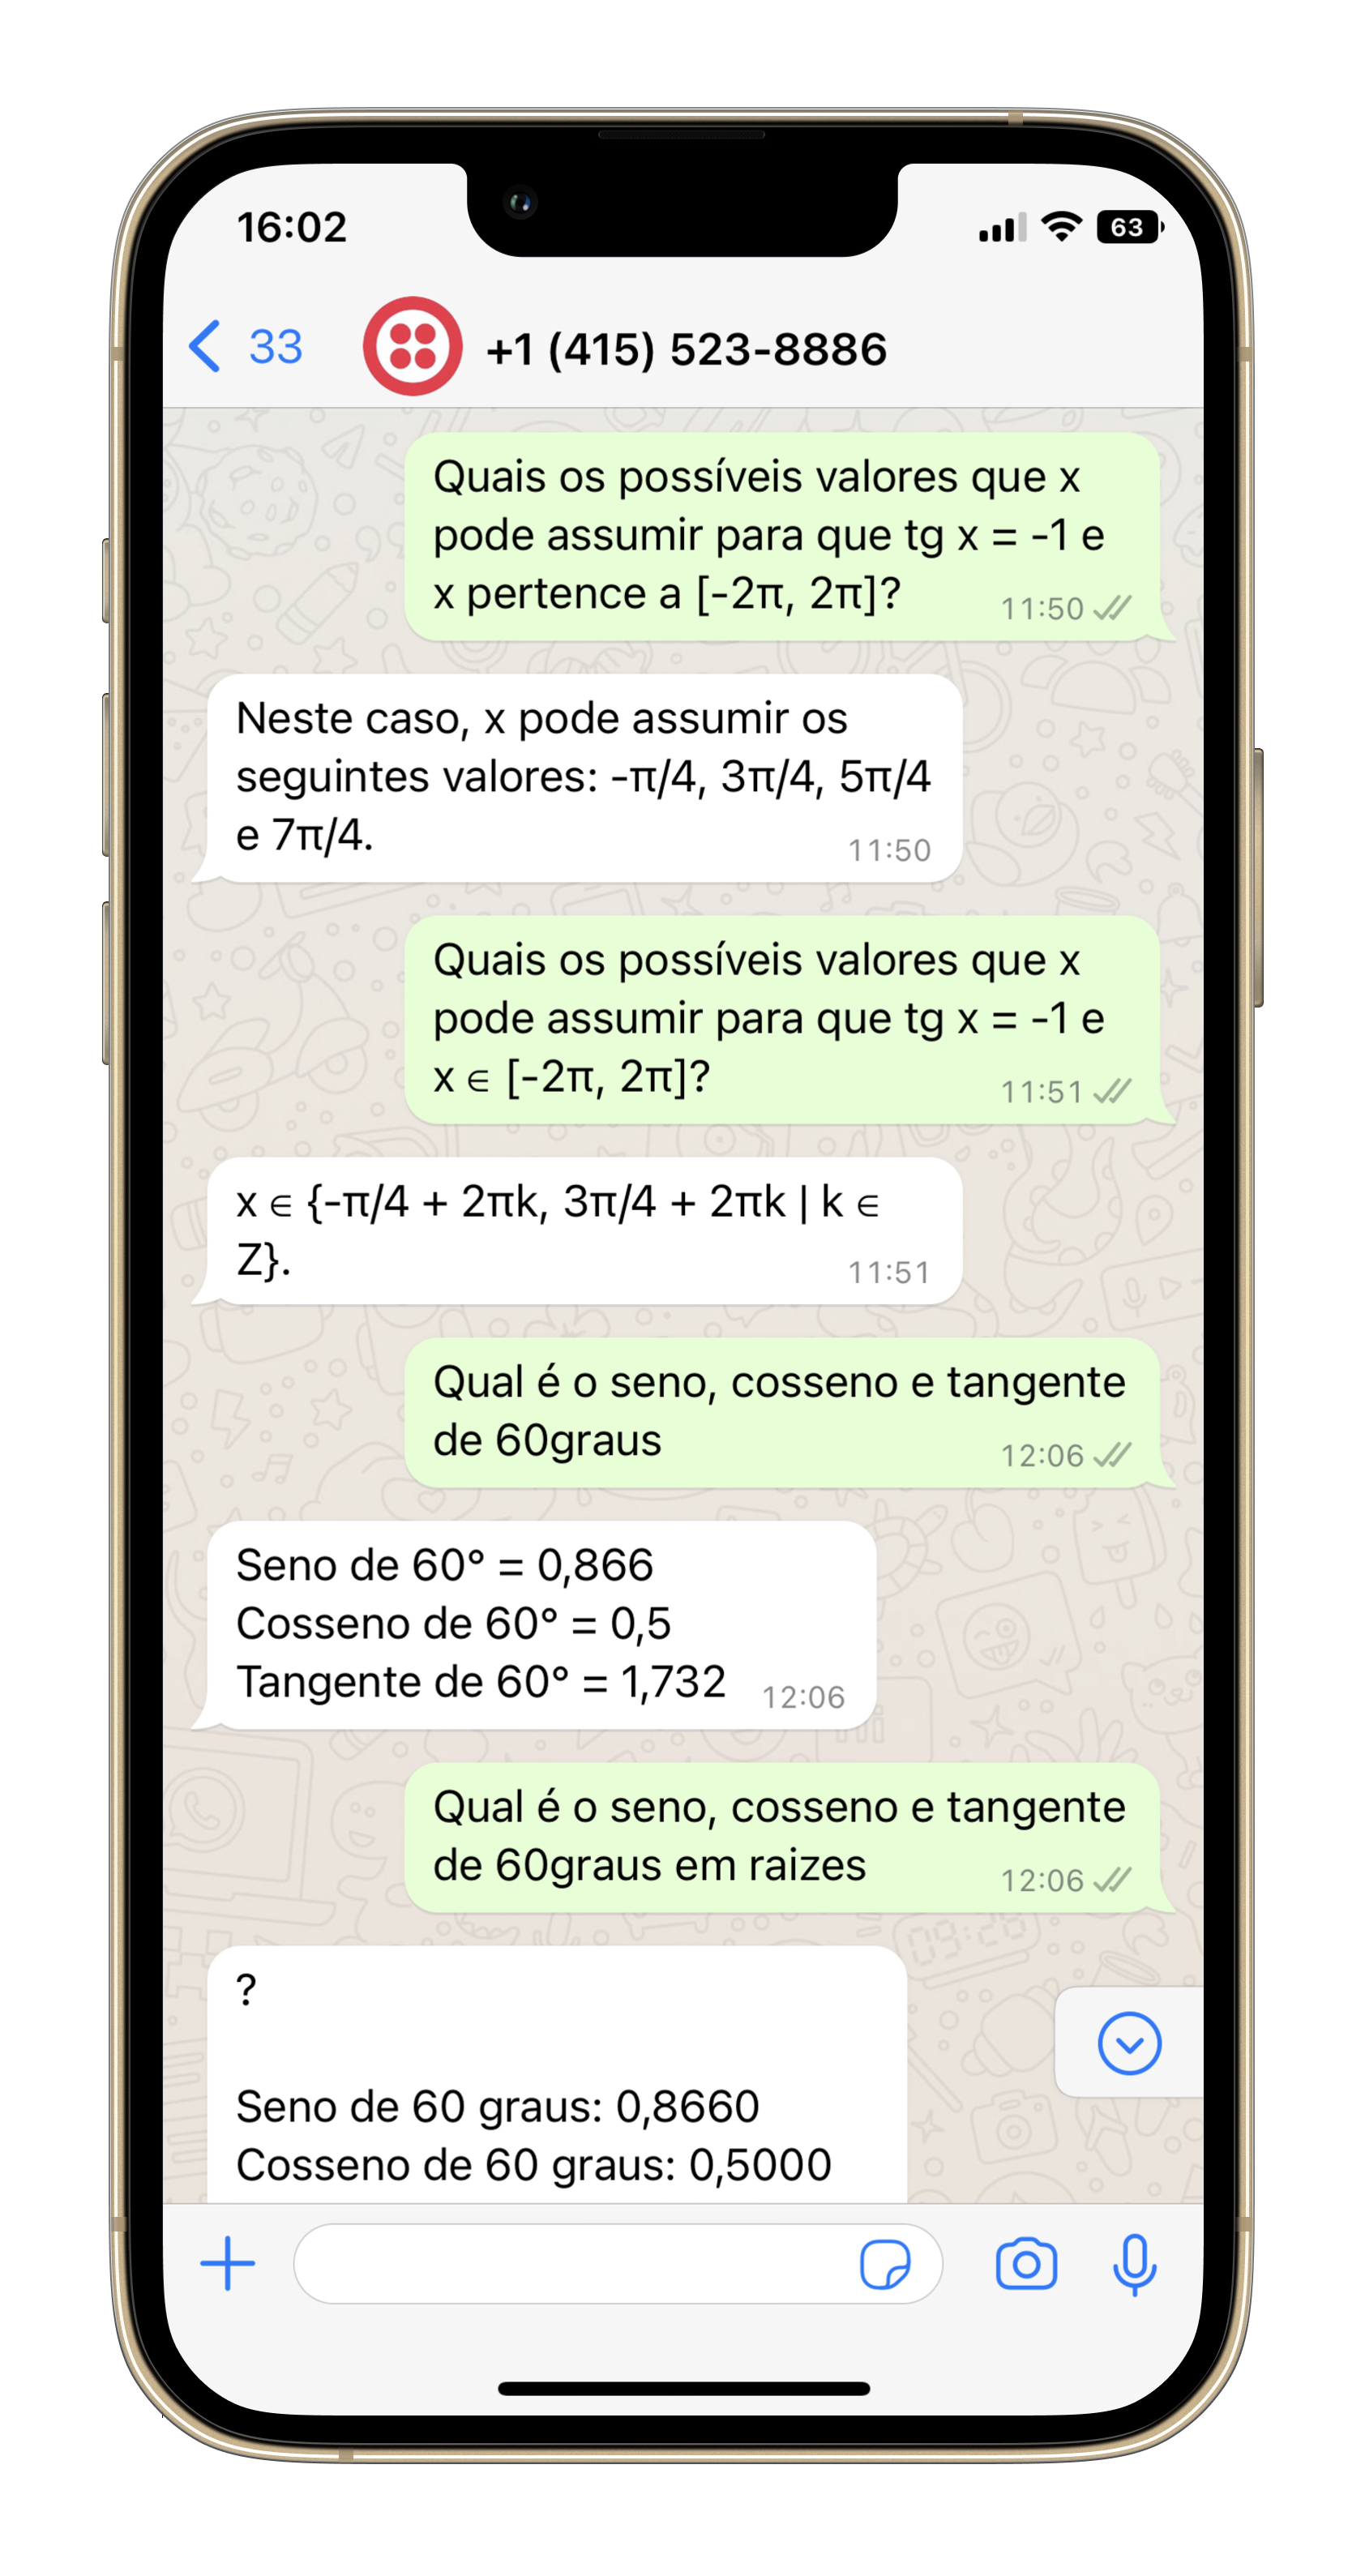 16:02
63
33
+1 (415) 523-8886
Quais os possíveis valores que x
pode assumir para que tg x = -1 e
x pertence a [-2π, 2π]?
11:50
Neste caso, x pode assumir os
seguintes valores: -π/4, 3π/4, 5π/4
e 7π/4.
11:50
Quais os possíveis valores que x
pode assumir para que tg x = -1 e
x ∈ [-2π, 2π]?
11:51
x ∈ {-π/4 + 2πk, 3π/4 + 2πk | k ∈
Z}.
11:51
Qual é o seno, cosseno e tangente
de 60graus
12:06
Seno de 60° = 0,866
Cosseno de 60° = 0,5
Tangente de 60° = 1,732
12:06
Qual é o seno, cosseno e tangente
de 60graus em raizes
12:06
09:20
?
Seno de 60 graus: 0,8660
Cosseno de 60 graus: 0,5000